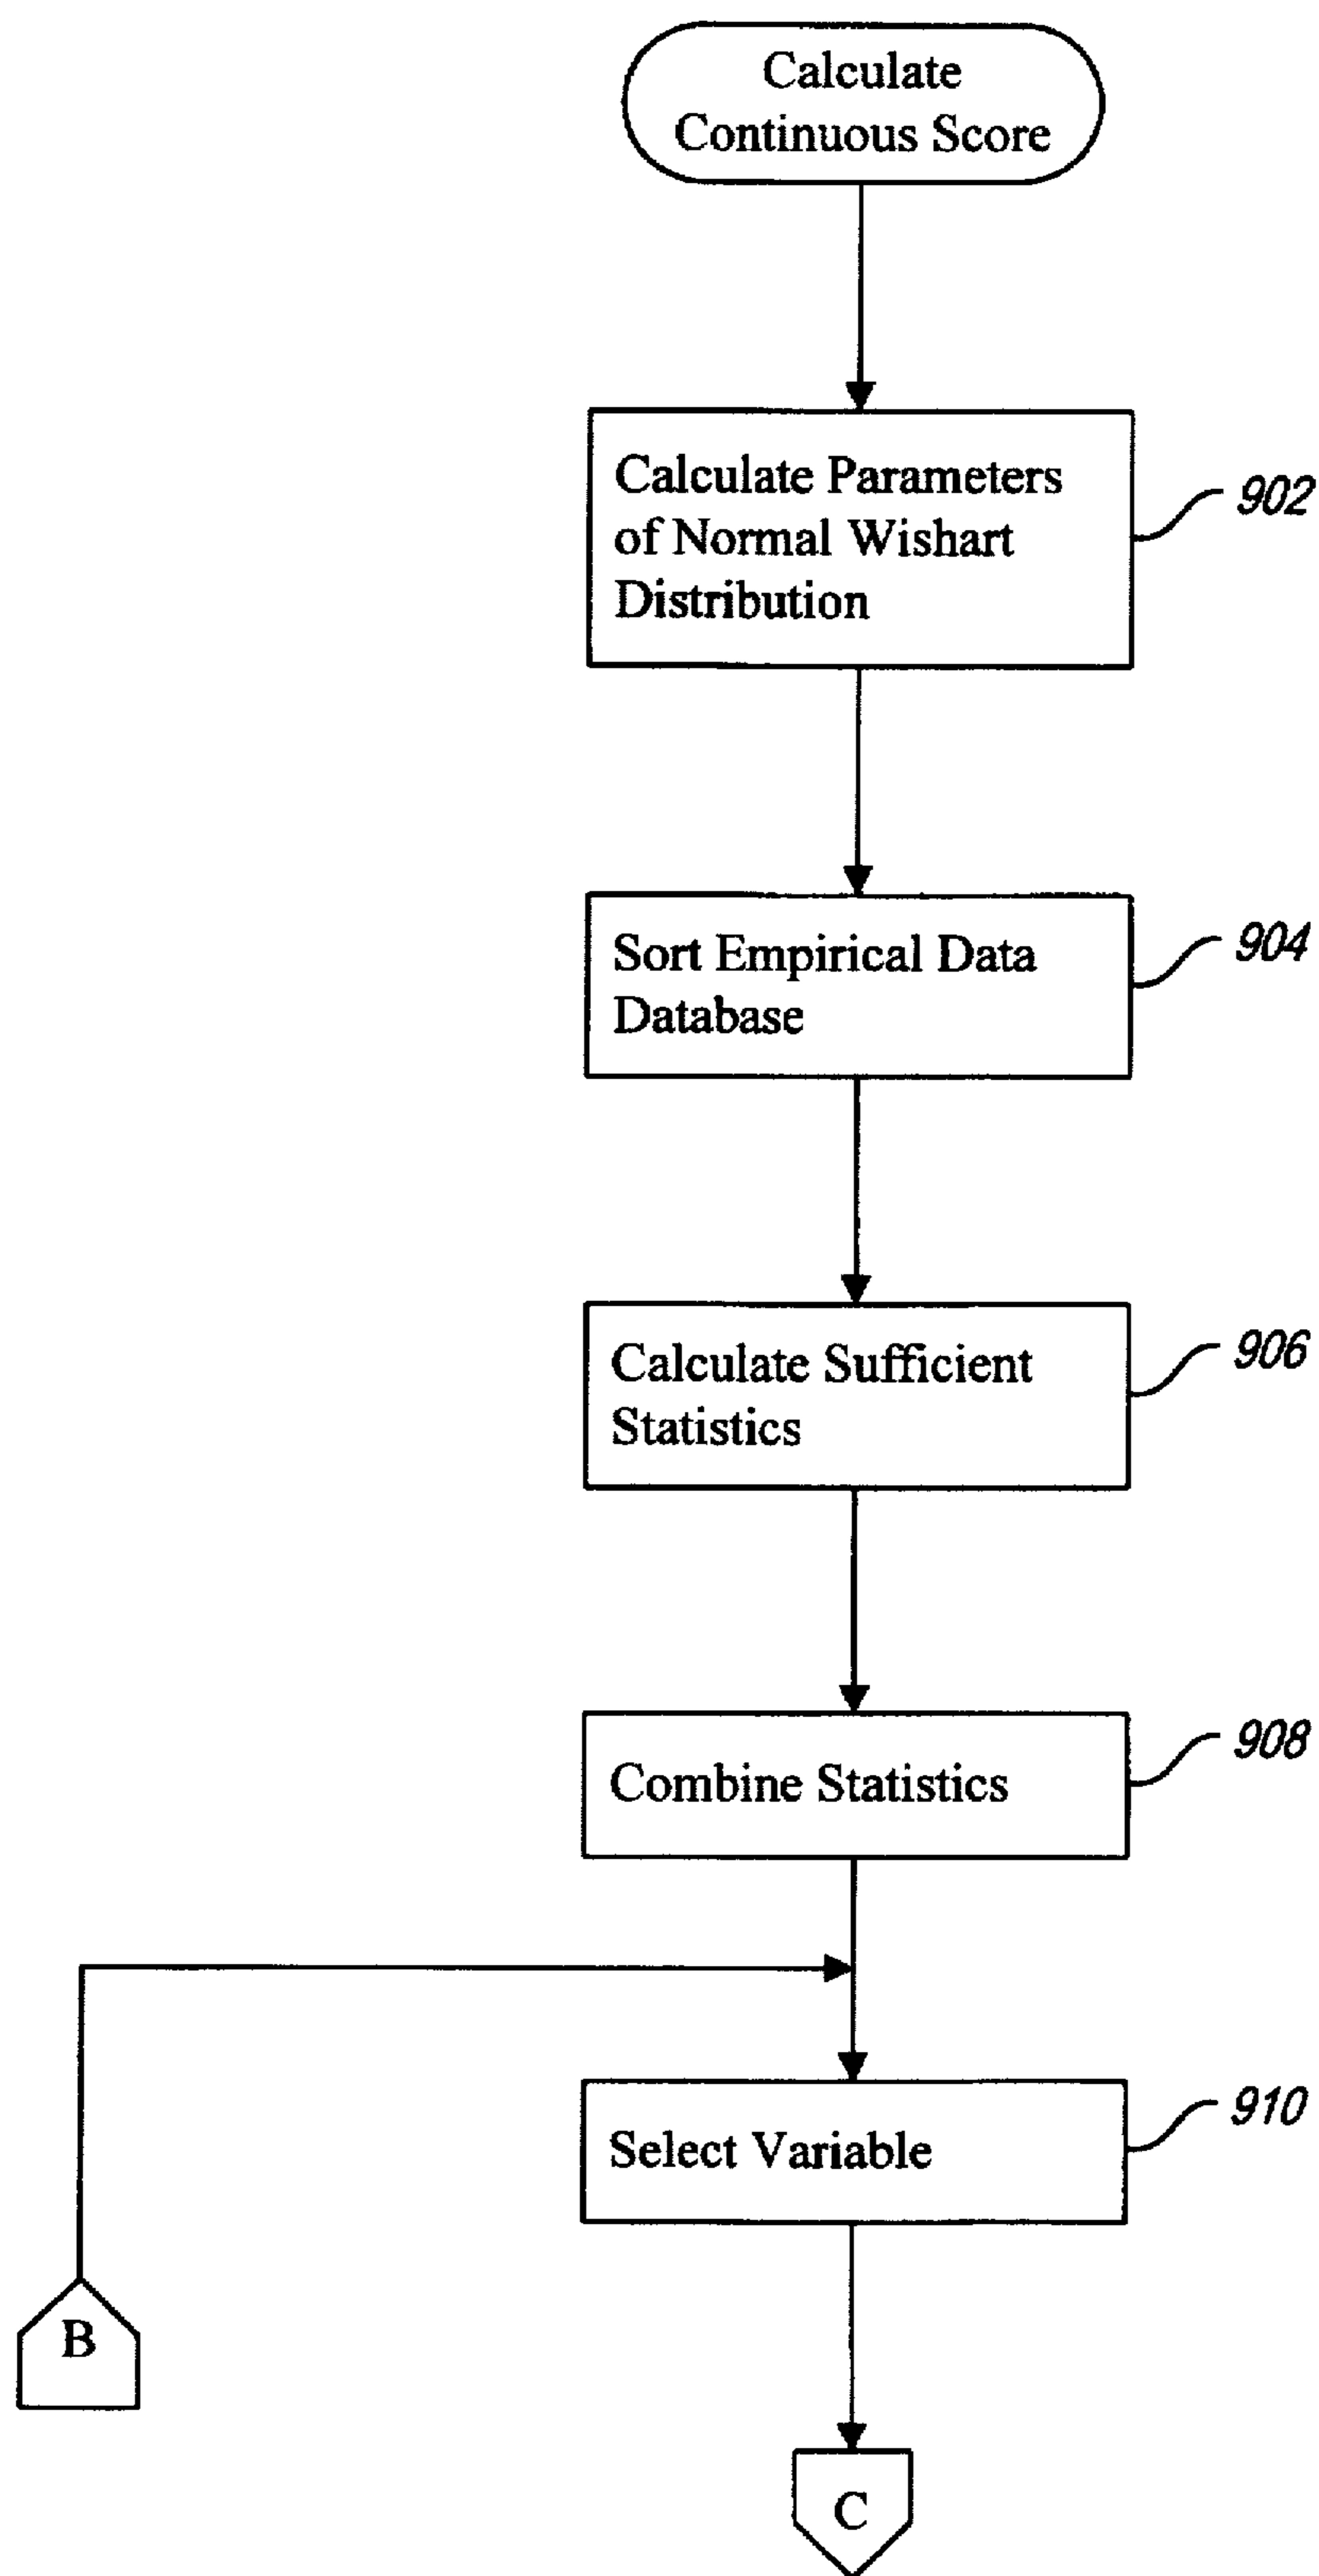 Calculate
Continuous Score
Calculate Parameters
of Normal Wishart
Distribution
902
Sort Empirical Data
Database
904
Calculate Sufficient
Statistics
906
Combine Statistics
908
Select Variable
910
B
C